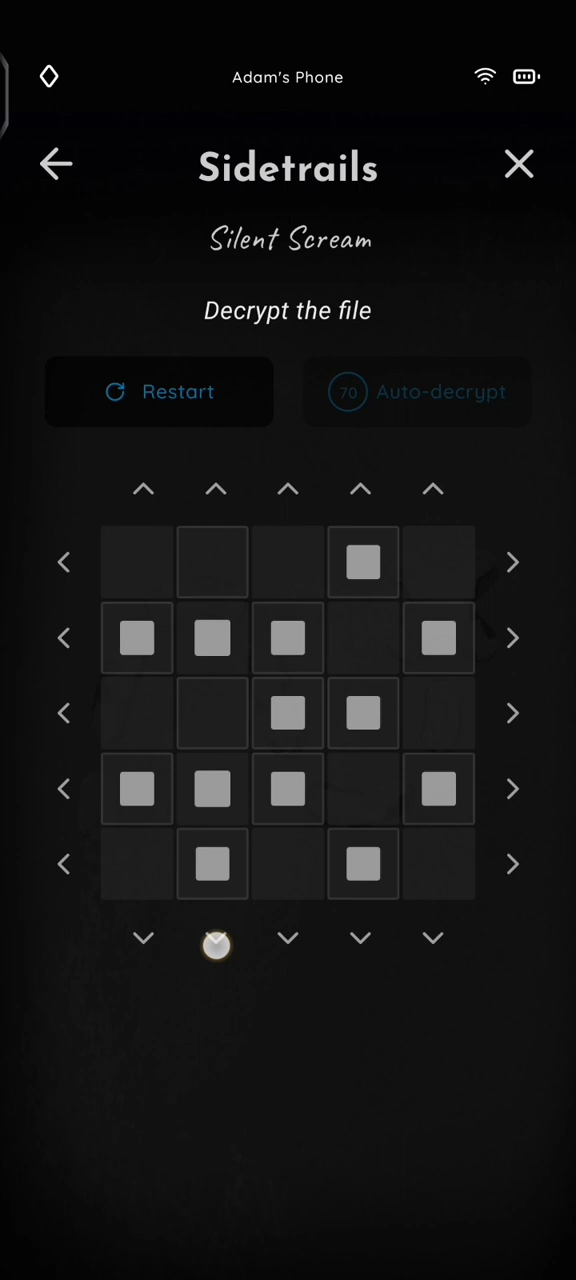 Adam's Phone
Sidetrails
Silent Scream
Decrypt the file
Restart
70 Auto-decrypt